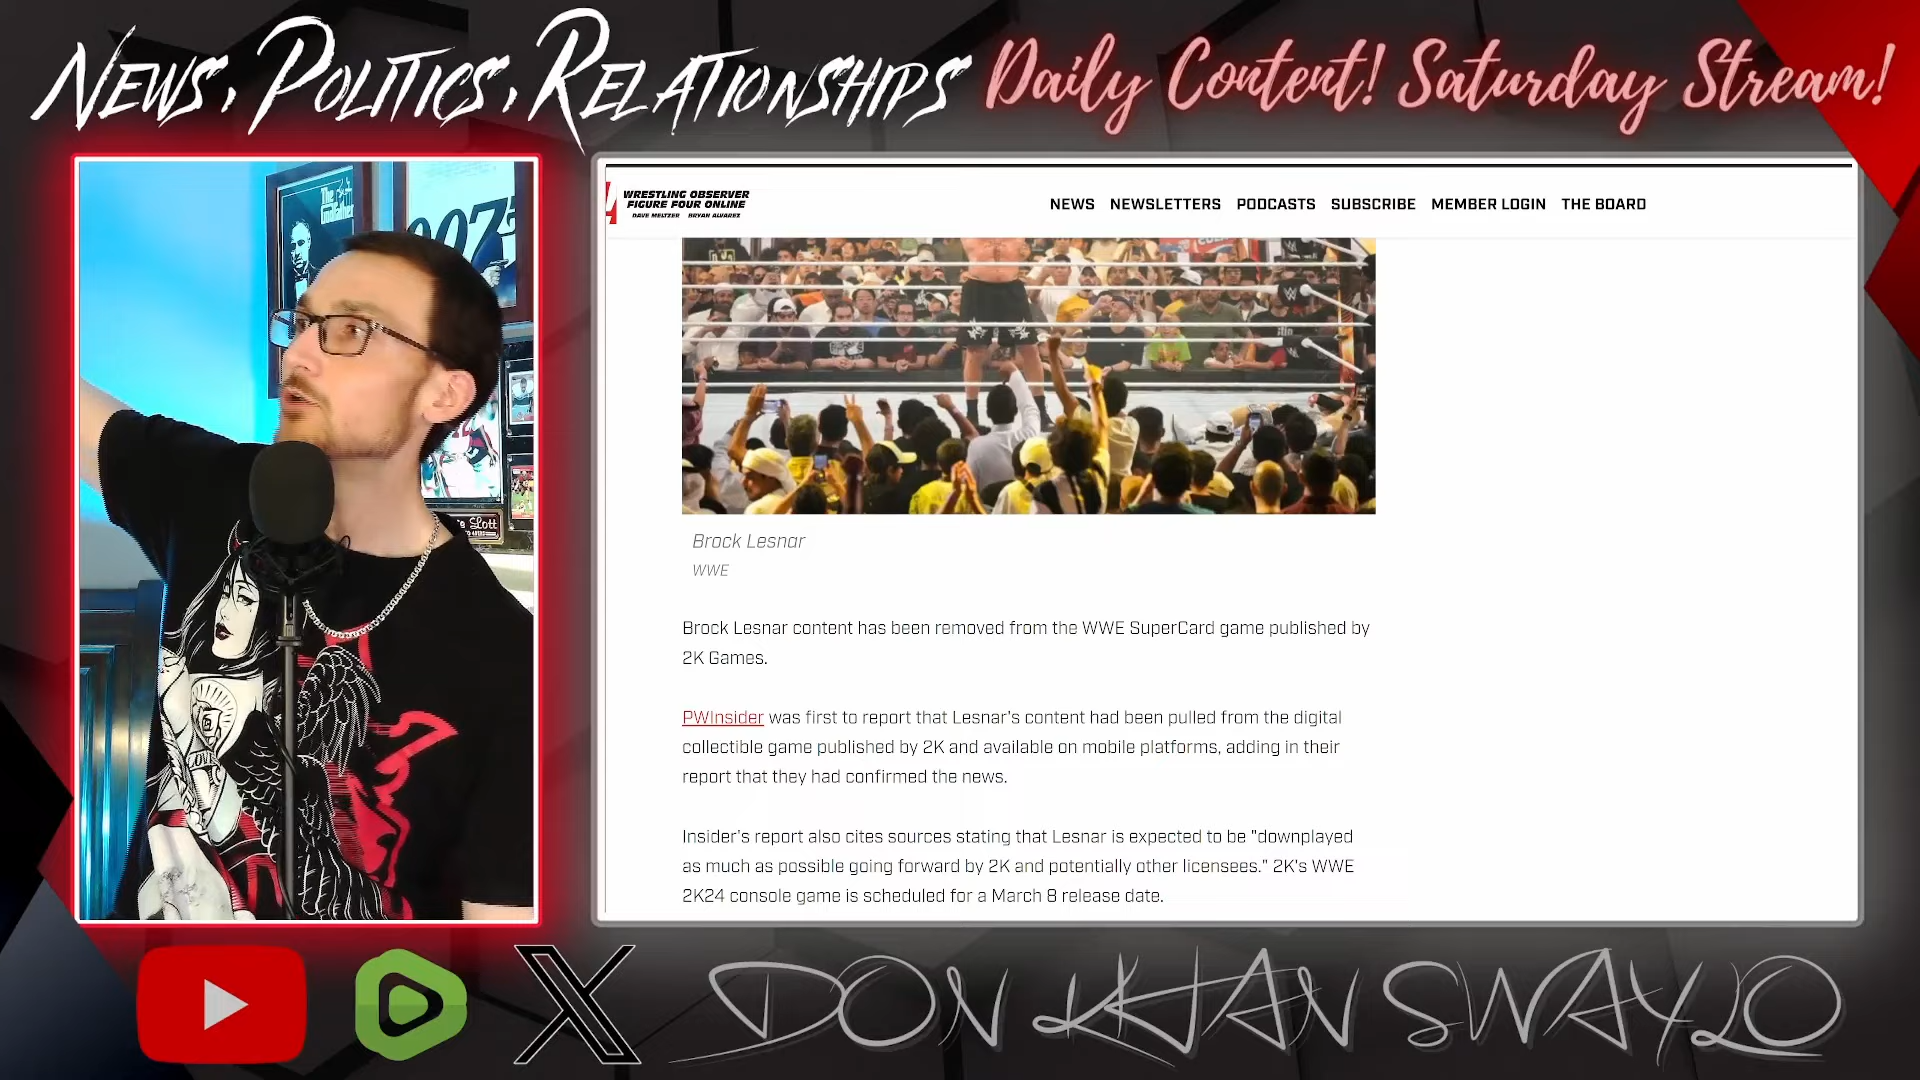 News, Politics, Relationships
Daily Content! Saturday Stream!
The Godfather
007
WRESTLING OBSERVER
FIGURE FOUR ONLINE
DAVE MELTZER BRYAN ALVAREZ
NEWS NEWSLETTERS PODCASTS SUBSCRIBE MEMBER LOGIN THE BOARD
Brock Lesnar
WWE
Brock Lesnar content has been removed from the WWE SuperCard game published by
2K Games.
PWInsider was first to report that Lesnar's content had been pulled from the digital
collectible game published by 2K and available on mobile platforms, adding in their
report that they had confirmed the news.
Insider's report also cites sources stating that Lesnar is expected to be "downplayed
as much as possible going forward by 2K and potentially other licensees." 2K's WWE
2K24 console game is scheduled for a March 8 release date.
Lott
LOVE
DON KHAN SWAYLO